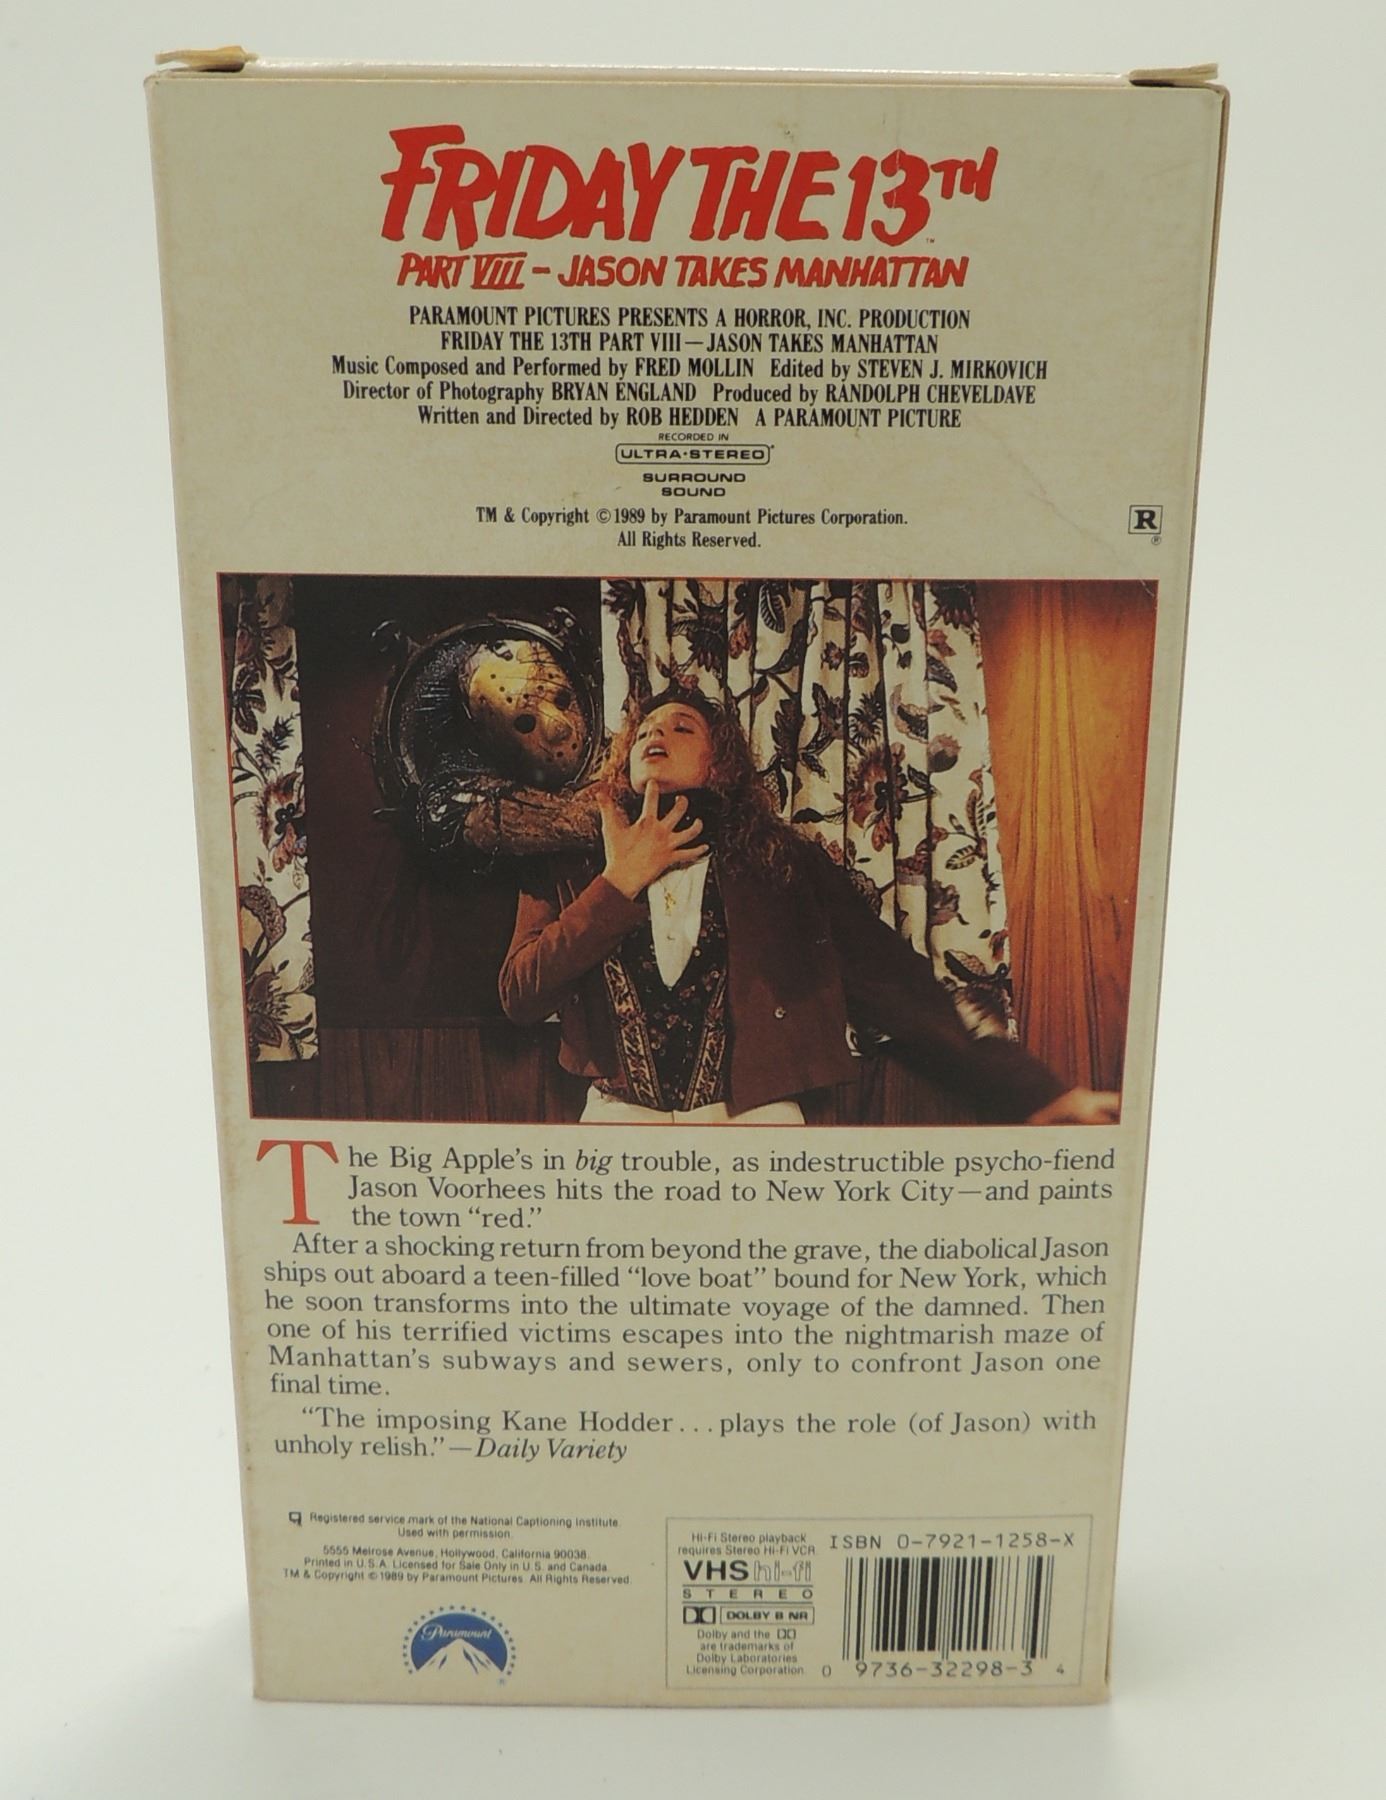 FRIDAY THE 13TH
TM
PART VIII - JASON TAKES MANHATTAN
PARAMOUNT PICTURES PRESENTS A HORROR, INC. PRODUCTION
FRIDAY THE 13TH PART VIII—JASON TAKES MANHATTAN
Music Composed and Performed by FRED MOLLIN Edited by STEVEN J. MIRKOVICH
Director of Photography BRYAN ENGLAND Produced by RANDOLPH CHEVELDAVE
Written and Directed by ROB HEDDEN A PARAMOUNT PICTURE
RECORDED IN
ULTRA•STEREO
SURROUND
SOUND
TM & Copyright ©1989 by Paramount Pictures Corporation.
All Rights Reserved.
R
®
The Big Apple's in big trouble, as indestructible psycho-fiend
Jason Voorhees hits the road to New York City—and paints
the town “red.”
After a shocking return from beyond the grave, the diabolical Jason
ships out aboard a teen-filled “love boat” bound for New York, which
he soon transforms into the ultimate voyage of the damned. Then
one of his terrified victims escapes into the nightmarish maze of
Manhattan's subways and sewers, only to confront Jason one
final time.
“The imposing Kane Hodder...plays the role (of Jason) with
unholy relish.”—Daily Variety
Registered service mark of the National Captioning Institute.
Used with permission.
5555 Melrose Avenue, Hollywood, California 90038.
Printed in U.S.A. Licensed for Sale Only in U.S. and Canada.
TM & Copyright © 1989 by Paramount Pictures. All Rights Reserved.
Paramount
®
Hi-Fi Stereo playback
requires Stereo Hi-Fi VCR
VHS hi-fi
STEREO
DOLBY B NR
Dolby and the
are trademarks of
Dolby Laboratories
Licensing Corporation
ISBN 0-7921-1258-X
0 9736-32298-3 4